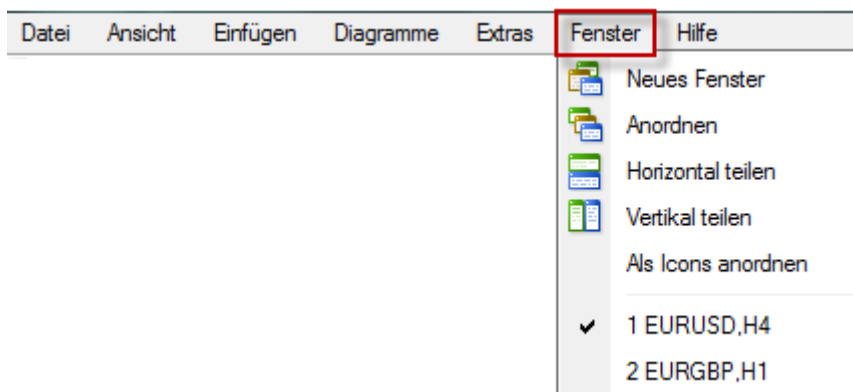 Datei Ansicht Einfügen Diagramme Extras Fenster Hilfe
Neues Fenster
Anordnen
Horizontal teilen
Vertikal teilen
Als Icons anordnen
1 EURUSD,H4
2 EURGBP,H1